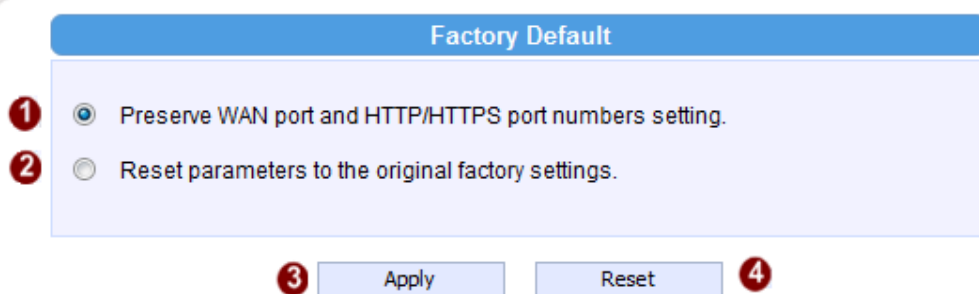 Factory Default
1 Preserve WAN port and HTTP/HTTPS port numbers setting.
2 Reset parameters to the original factory settings.
3 Apply Reset 4